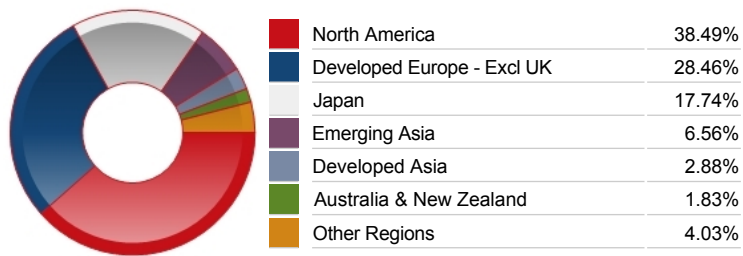 North America 38.49%
Developed Europe - Excl UK 28.46%
Japan 17.74%
Emerging Asia 6.56%
Developed Asia 2.88%
Australia & New Zealand 1.83%
Other Regions 4.03%